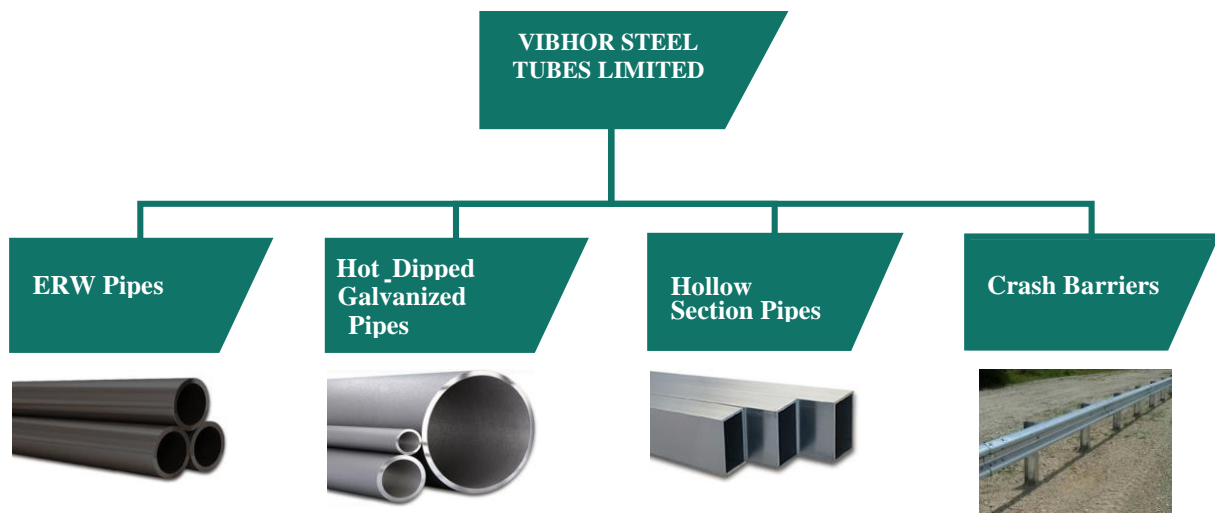 VIBHOR STEEL
TUBES LIMITED
ERW Pipes
Hot_Dipped
Galvanized
Pipes
Hollow
Section Pipes
Crash Barriers